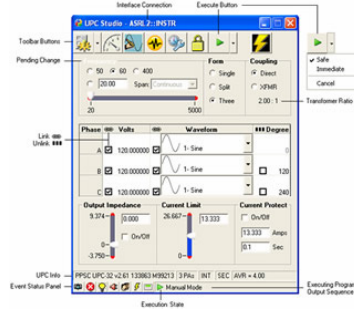 Interface Connection
Execute Button
UPC Studio - ASRL2::INSTR
Toolbar Buttons
Pending Change
Safe
Immediate
Cancel
50 60 400
20.00 Span: Continuous
20 5000
Form
Single
Split
Three
Coupling
Direct
XFMR
2.00 : 1
Transformer Ratio
Link
Unlink
Phase Volts Waveform Degree
A 120.000000 1- Sine 0
B 120.000000 1- Sine 120
C 120.000000 1- Sine 240
Output Impedance
9.374
0.000
On/Off
-3.750
Current Limit
26.667
13.333
0.000
Current Protect
On/Off
13.333 Amps
0.1 Sec
UPC Info
PPSC UPC-32 v2.61 133863 M99213 3 PAz INT SEC AVR = 4.00
Event Status Panel
Manual Mode
Executing Program
Output Sequence
Execution State